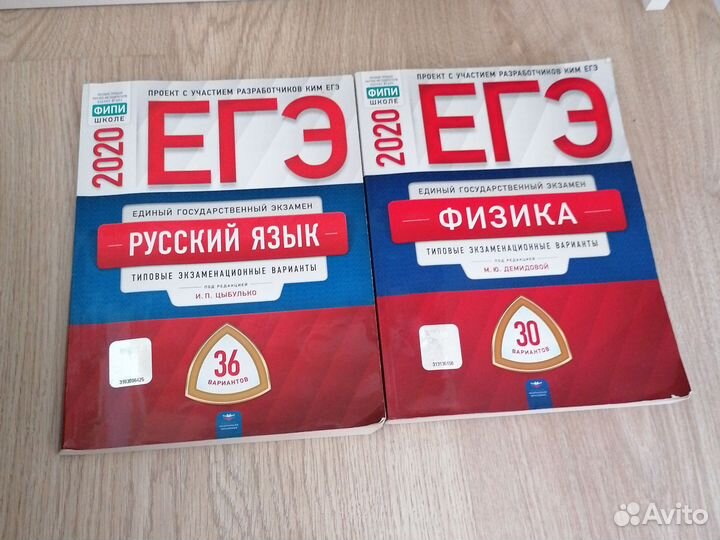 ПРОЕКТ С УЧАСТИЕМ РАЗРАБОТЧИКОВ КИМ ЕГЭ
ФИПИ
ШКОЛЕ
2020
ЕГЭ
ЕДИНЫЙ ГОСУДАРСТВЕННЫЙ ЭКЗАМЕН
РУССКИЙ ЯЗЫК
ТИПОВЫЕ ЭКЗАМЕНАЦИОННЫЕ ВАРИАНТЫ
ПОД РЕДАКЦИЕЙ
И. П. ЦЫБУЛЬКО
36
ВАРИАНТОВ
ПРОЕКТ С УЧАСТИЕМ РАЗРАБОТЧИКОВ КИМ ЕГЭ
ФИПИ
ШКОЛЕ
2020
ЕГЭ
ЕДИНЫЙ ГОСУДАРСТВЕННЫЙ ЭКЗАМЕН
ФИЗИКА
ТИПОВЫЕ ЭКЗАМЕНАЦИОННЫЕ ВАРИАНТЫ
ПОД РЕДАКЦИЕЙ
М. Ю. ДЕМИДОВОЙ
30
ВАРИАНТОВ
Avito